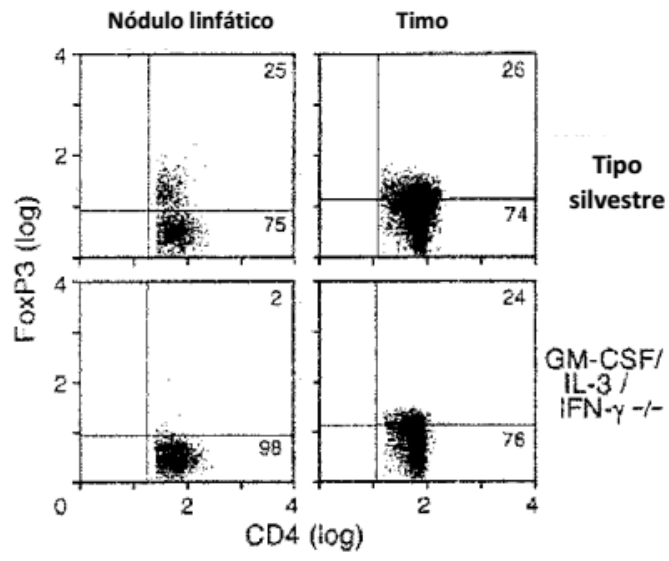 Nódulo linfático Timo
4 25 26
2
75 74
Tipo
silvestre
FoxP3 (log)
4 2 24
2
98 76
GM-CSF/
IL-3 /
IFN-γ -/-
0 2 4 2 4
CD4 (log)